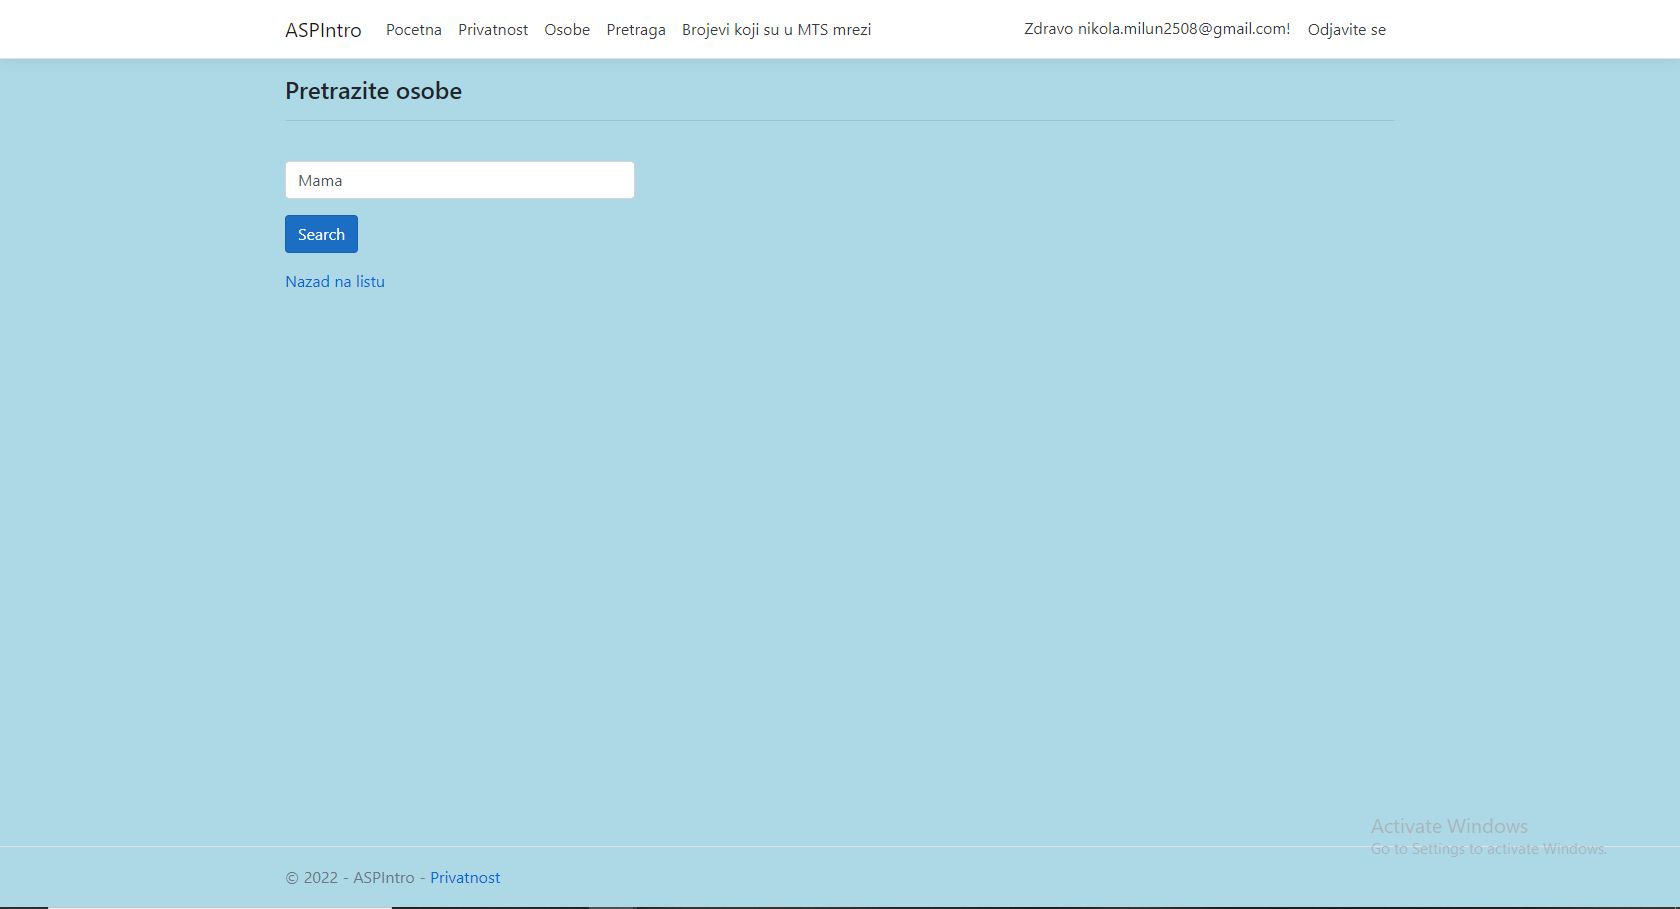 ASPIntro Pocetna Privatnost Osobe Pretraga Brojevi koji su u MTS mrezi Zdravo nikola.milun2508@gmail.com! Odjavite se
Pretrazite osobe
Mama
Search
Nazad na listu
Activate Windows
Go to Settings to activate Windows.
© 2022 - ASPIntro - Privatnost